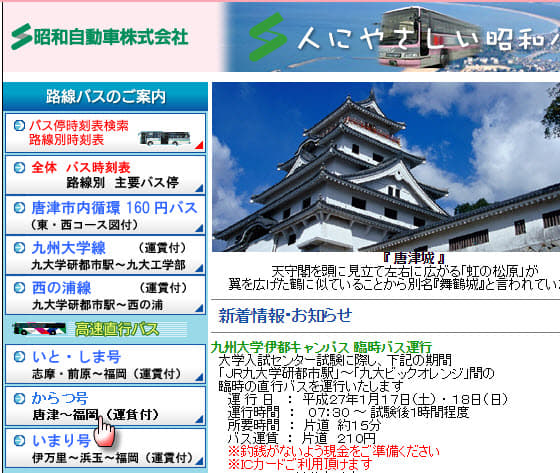 昭和自動車株式会社
人にやさしい昭和
路線バスのご案内
バス停時刻表検索
路線別時刻表
全体 バス時刻表
路線別 主要バス停
唐津市内循環 160円バス
（東・西コース図付）
九州大学線 （運賃付）
九大学研都市駅～九大工学部
西の浦線 （運賃付）
九大学研都市駅～西の浦
高速直行バス
いと・しま号
志摩・前原～福岡（運賃付）
からつ号
唐津～福岡（運賃付）
いまり号
伊万里～浜玉～福岡（運賃付）
『 唐津城 』
天守閣を頭に見立て左右に広がる「虹の松原」が
翼を広げた鶴に似ていることから別名『舞鶴城』と言われてい
新着情報・お知らせ
九州大学伊都キャンパス 臨時バス運行
大学入試センター試験に際し、下記の期間
「JR九大学研都市駅」～「九大ビックオレンジ」間の
臨時の直行バスを運行いたします
運 行 日 ： 平成27年1月17日（土）・18日（日）
運行時間 ： 07:30 ～ 試験後1時間程度
所要時間 ： 片道 約15分
バス運賃 ： 片道 210円
※釣銭がないよう現金をご準備ください
※ICカードご利用頂けます